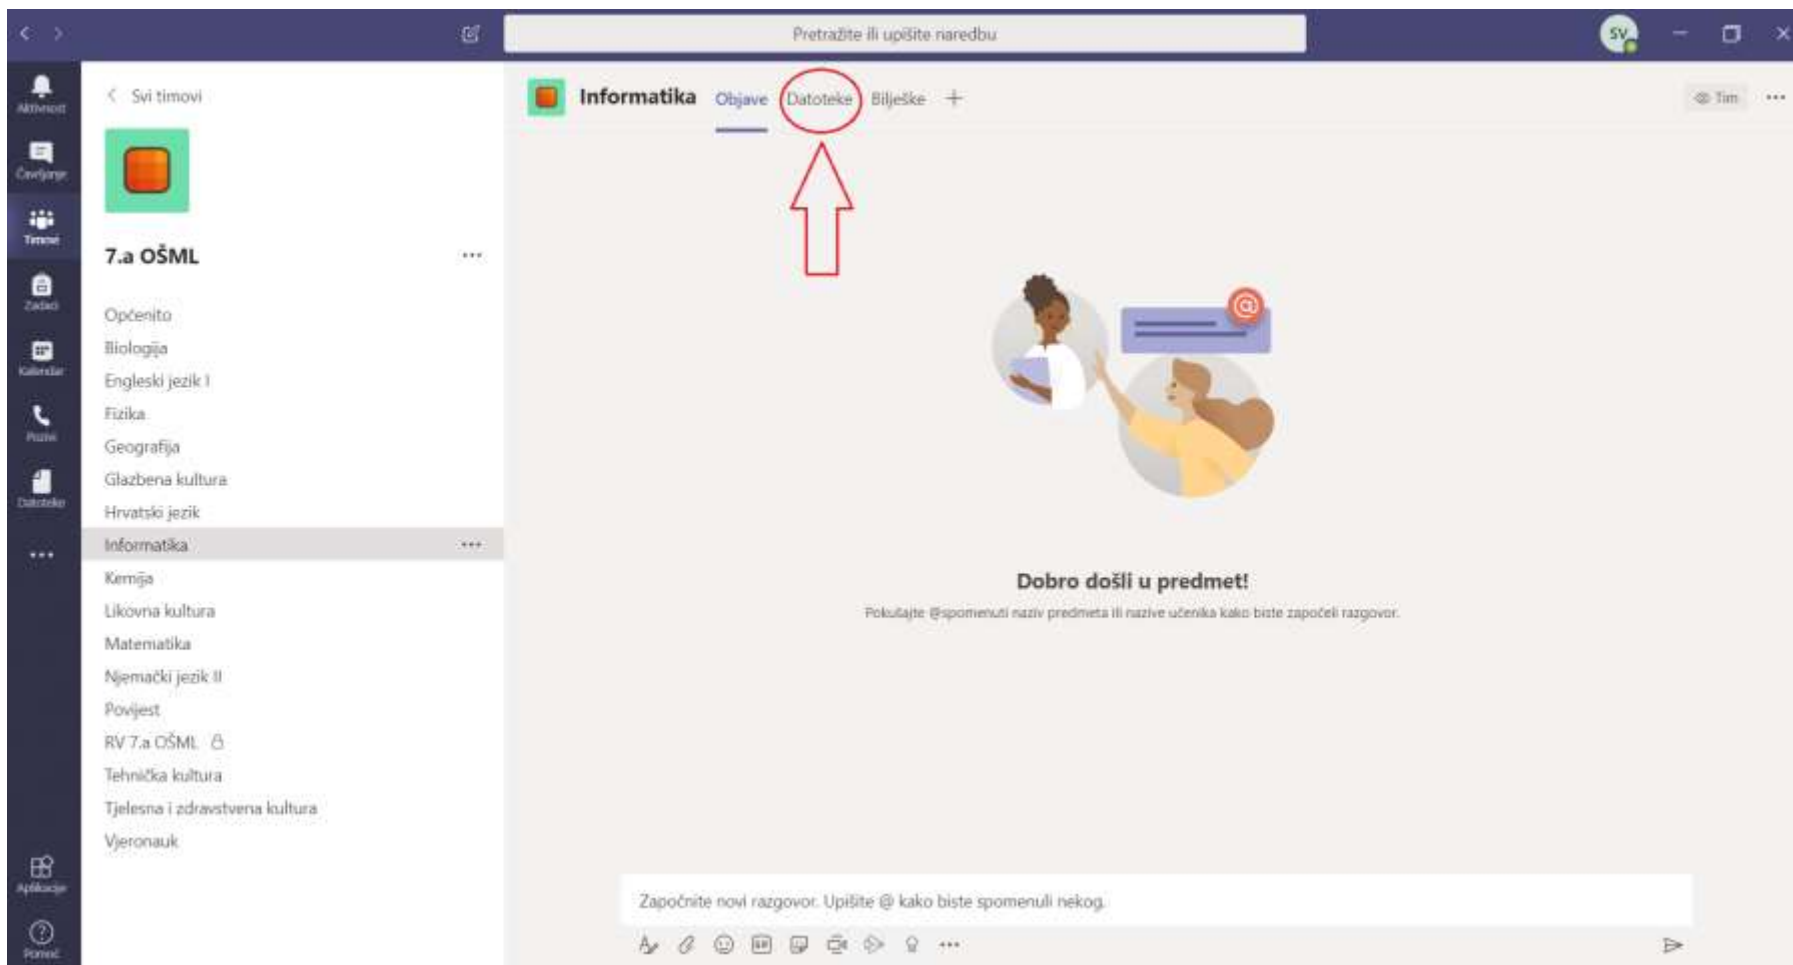 Pretražite ili upišite naredbu
SV
Aktivnost
Čavrljanje
Timovi
Zadaci
Kalendar
Pozivi
Datoteke
Aplikacije
Pomoć
Svi timovi
7.a OŠML
Općenito
Biologija
Engleski jezik I
Fizika
Geografija
Glazbena kultura
Hrvatski jezik
Informatika
Kemija
Likovna kultura
Matematika
Njemački jezik II
Povijest
RV 7.a OŠML
Tehnička kultura
Tjelesna i zdravstvena kultura
Vjeronauk
Informatika Objave Datoteke Bilješke
Tim
Dobro došli u predmet!
Pokušajte @spomenuti naziv predmeta ili nazive učenika kako biste započeli razgovor.
Započnite novi razgovor. Upišite @ kako biste spomenuli nekog.
GIF